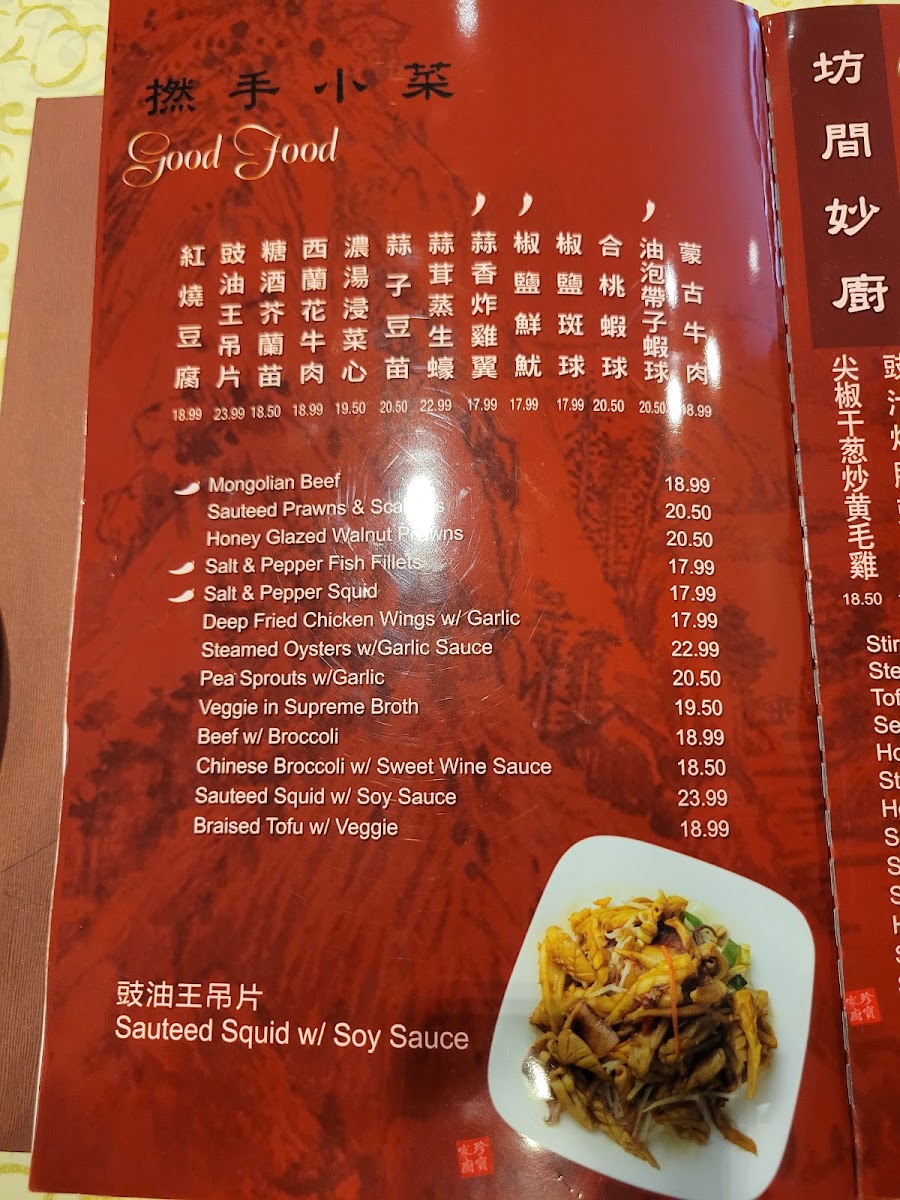 撚手小菜
Good Food
蒙古牛肉 18.99
油泡帶子蝦球 20.50
合桃蝦球 20.50
椒鹽斑球 17.99
椒鹽鮮魷 17.99
蒜香炸雞翼 17.99
蒜茸蒸生蠔 22.99
蒜子豆苗 20.50
濃湯浸菜心 19.50
西蘭花牛肉 18.99
糖酒芥蘭苗 18.50
豉油王吊片 23.99
紅燒豆腐 18.99
Mongolian Beef 18.99
Sauteed Prawns & 20.50
Honey Glazed Walnut Prawns 20.50
Salt & Pepper Fish Fillets 17.99
Salt & Pepper Squid 17.99
Deep Fried Chicken Wings w/ Garlic 17.99
Steamed Oysters w/Garlic Sauce 22.99
Pea Sprouts w/Garlic 20.50
Veggie in Supreme Broth 19.50
Beef w/ Broccoli 18.99
Chinese Broccoli w/ Sweet Wine Sauce 18.50
Sauteed Squid w/ Soy Sauce 23.99
Braised Tofu w/ Veggie 18.99
豉油王吊片
Sauteed Squid w/ Soy Sauce
珍寶家廚
坊間妙廚
尖椒干葱炒黄毛雞 18.50
珍寶家廚